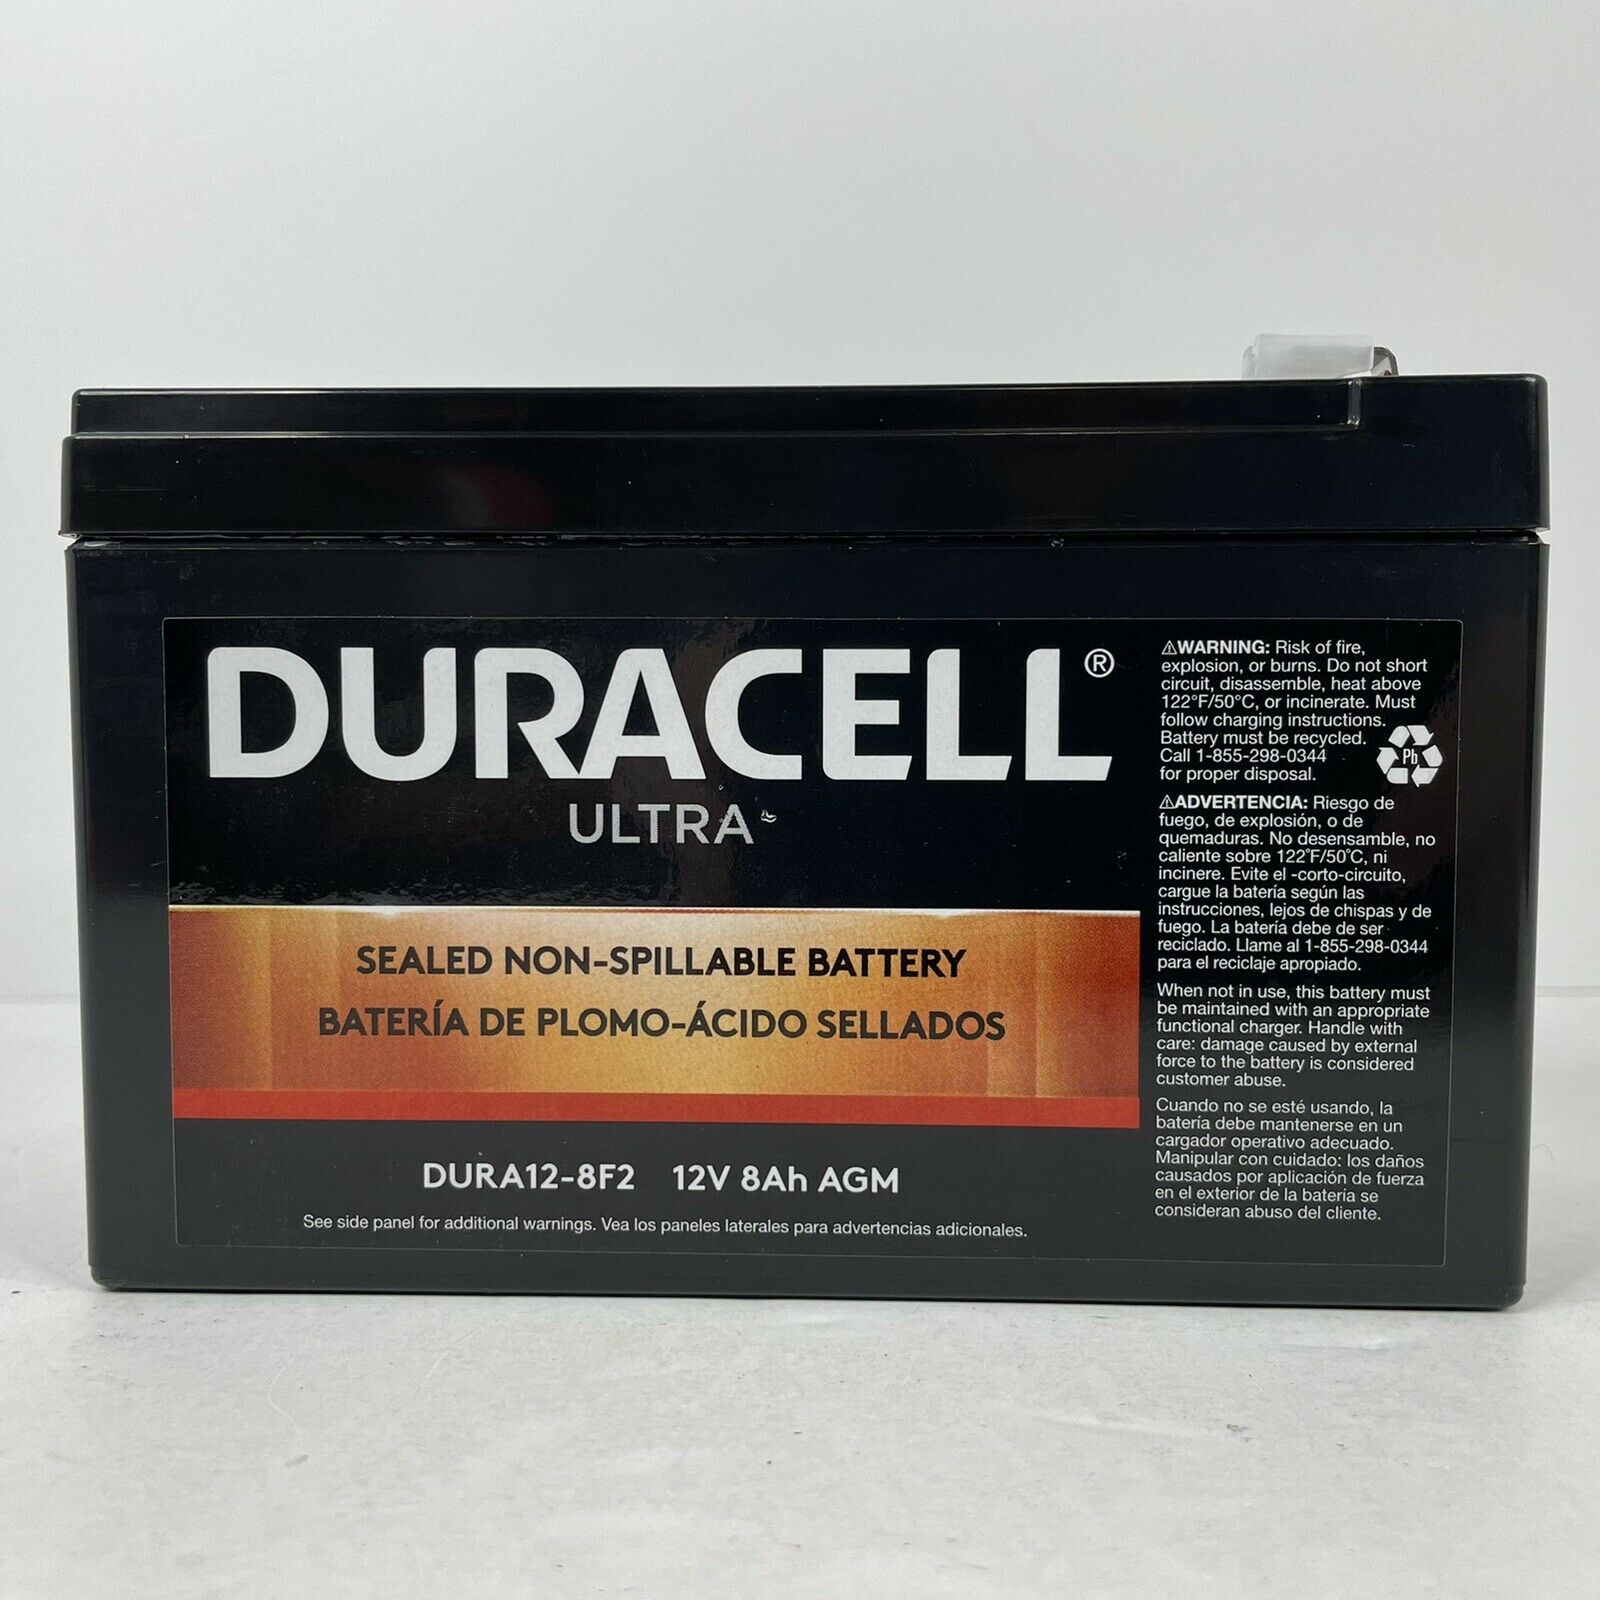 DURACELL®
ULTRA
SEALED NON-SPILLABLE BATTERY
BATERÍA DE PLOMO-ÁCIDO SELLADOS
DURA12-8F2 12V 8Ah AGM
See side panel for additional warnings. Vea los paneles laterales para advertencias adicionales.
⚠WARNING: Risk of fire,
explosion, or burns. Do not short
circuit, disassemble, heat above
122°F/50°C, or incinerate. Must
follow charging instructions.
Battery must be recycled.
Call 1-855-298-0344
for proper disposal.
Pb
⚠ADVERTENCIA: Riesgo de
fuego, de explosión, o de
quemaduras. No desensamble, no
caliente sobre 122°F/50°C, ni
incinere. Evite el -corto-circuito,
cargue la batería según las
instrucciones, lejos de chispas y de
fuego. La batería debe de ser
reciclado. Llame al 1-855-298-0344
para el reciclaje apropiado.
When not in use, this battery must
be maintained with an appropriate
functional charger. Handle with
care: damage caused by external
force to the battery is considered
customer abuse.
Cuando no se esté usando, la
batería debe mantenerse en un
cargador operativo adecuado.
Manipular con cuidado: los daños
causados por aplicación de fuerza
en el exterior de la batería se
consideran abuso del cliente.